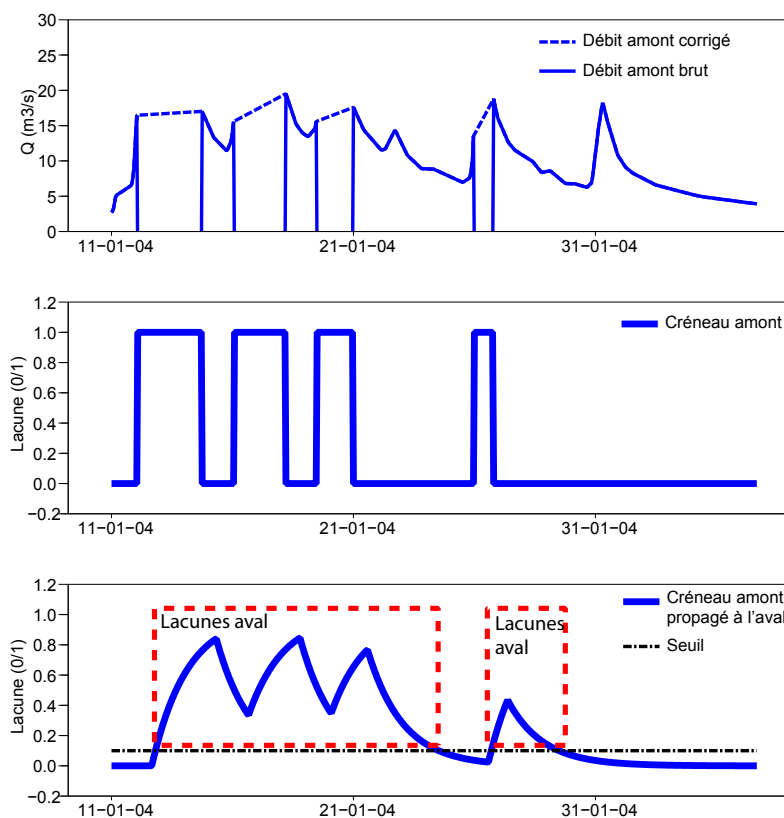 30
25
20
15
10
5
0
Q (m3/s)
Débit amont corrigé
Débit amont brut
11−01−04
21−01−04
31−01−04
1.2
1.0
0.8
0.6
0.4
0.2
0.0
−0.2
Lacune (0/1)
Créneau amont
11−01−04
21−01−04
31−01−04
1.2
1.0
0.8
0.6
0.4
0.2
0.0
−0.2
Lacune (0/1)
Lacunes aval
Lacunes
aval
Créneau amont
propagé à l'aval
Seuil
11−01−04
21−01−04
31−01−04